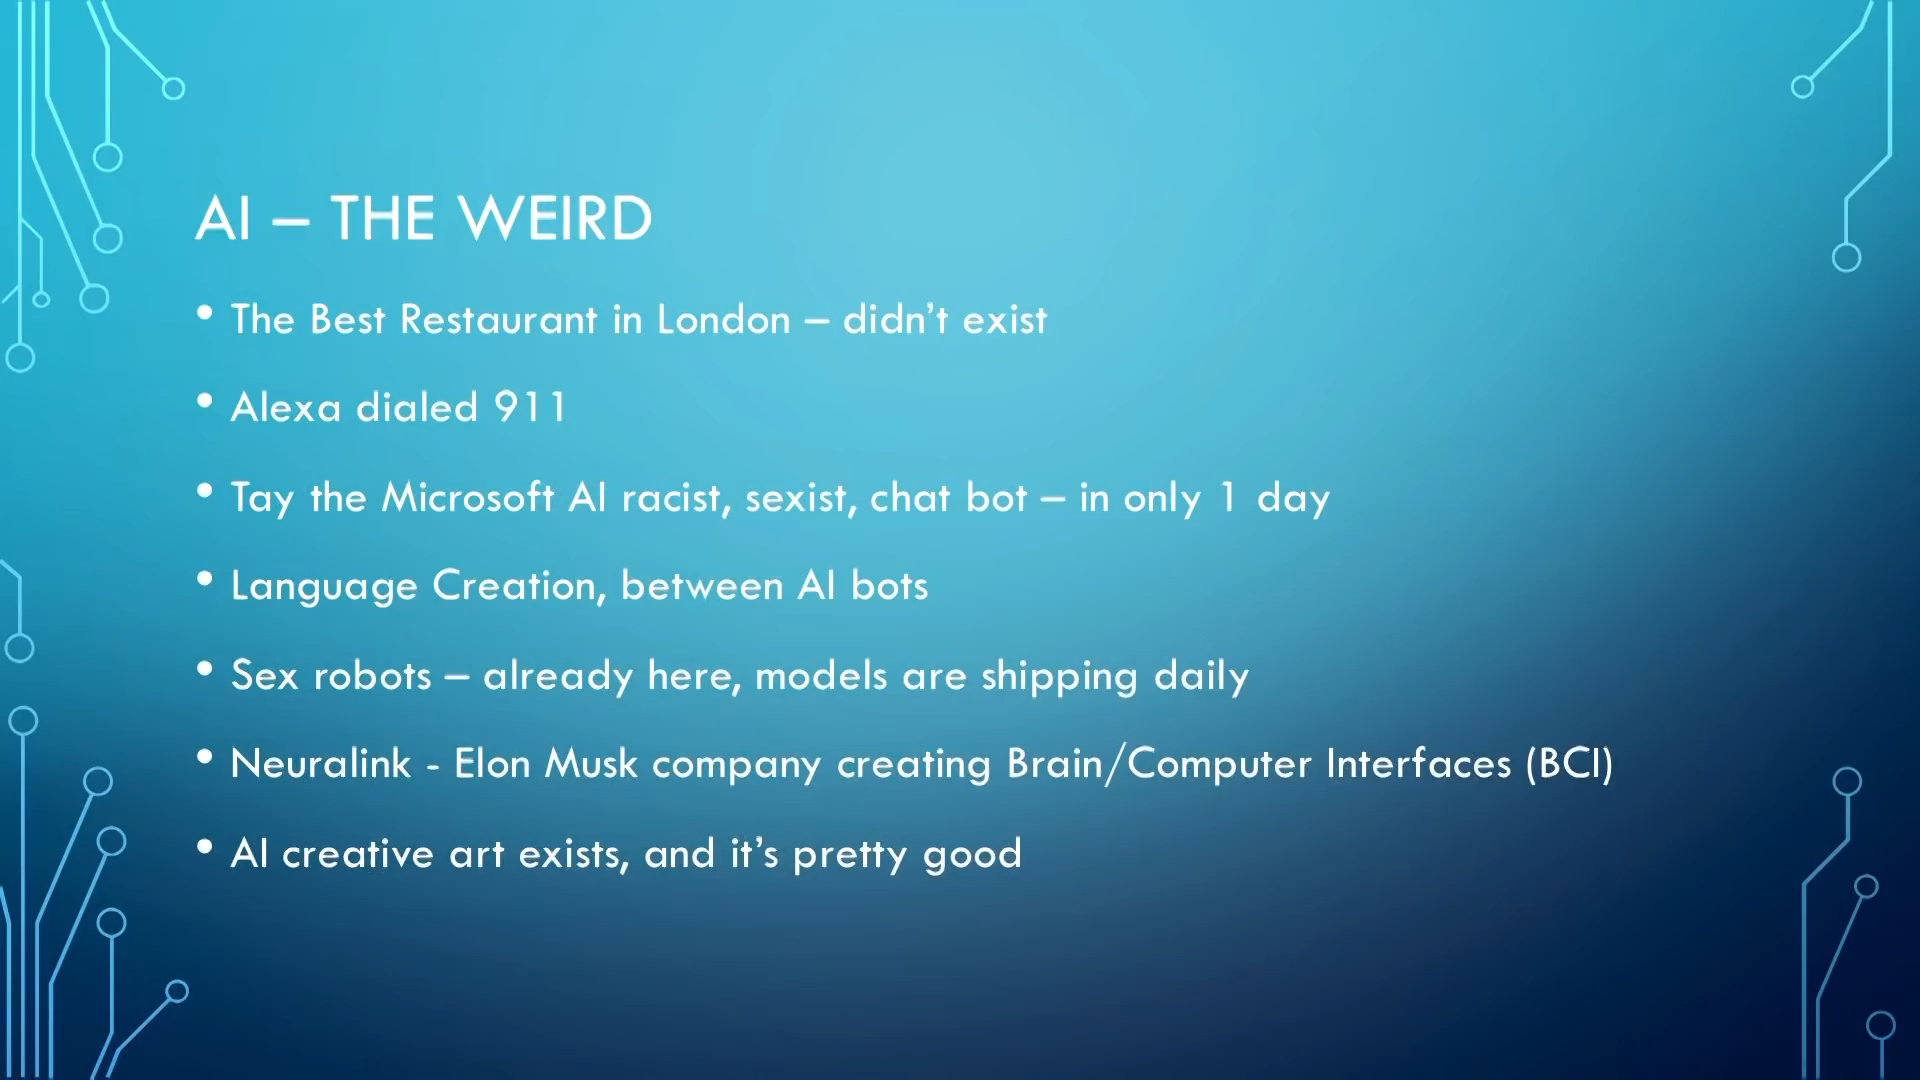 AI – THE WEIRD
• The Best Restaurant in London – didn’t exist
• Alexa dialed 911
• Tay the Microsoft AI racist, sexist, chat bot – in only 1 day
• Language Creation, between AI bots
• Sex robots – already here, models are shipping daily
• Neuralink - Elon Musk company creating Brain/Computer Interfaces (BCI)
• AI creative art exists, and it’s pretty good